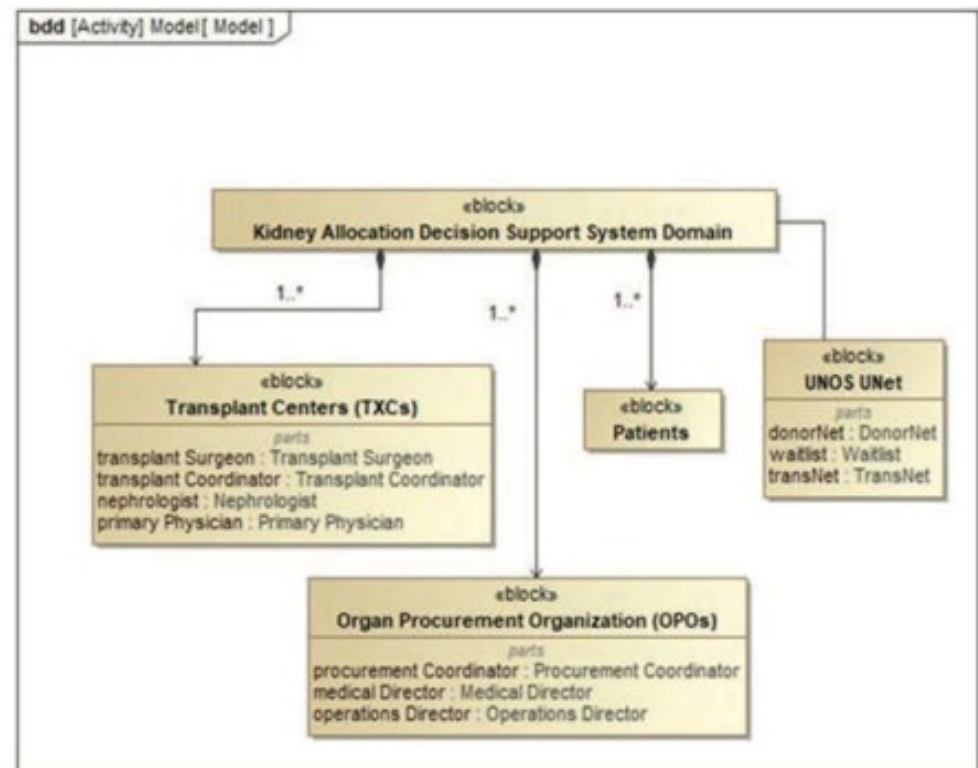 bdd [Activity] Model[ Model ]
«block»
Kidney Allocation Decision Support System Domain
1..*
1..*
1..*
«block»
Transplant Centers (TXCs)
parts
transplant Surgeon : Transplant Surgeon
transplant Coordinator : Transplant Coordinator
nephrologist : Nephrologist
primary Physician : Primary Physician
«block»
Patients
«block»
UNOS UNet
parts
donorNet : DonorNet
waitlist : Waitlist
transNet : TransNet
«block»
Organ Procurement Organization (OPOs)
parts
procurement Coordinator : Procurement Coordinator
medical Director : Medical Director
operations Director : Operations Director